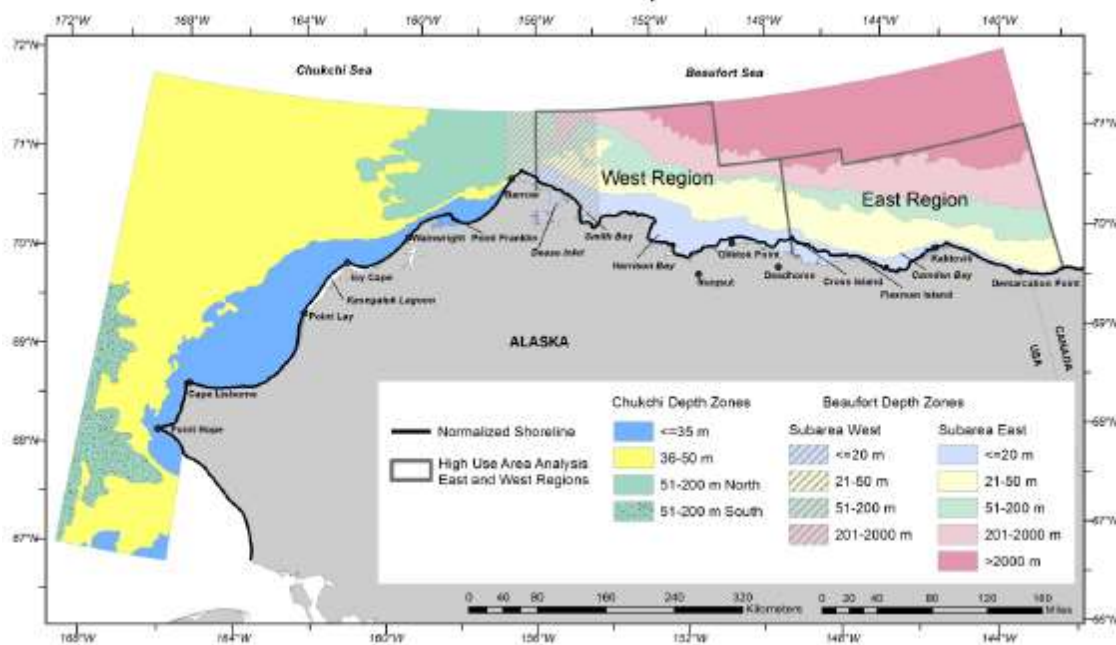 172°W 168°W 164°W 160°W 156°W 152°W 148°W 144°W 140°W
72°N
71°N
70°N
69°N
68°N
67°N
66°N
Chukchi Sea
Beaufort Sea
West Region
East Region
Barrow
Wainwright
Point Franklin
Icy Cape
Point Lay
Cape Lisburne
Point Hope
Dease Inlet
Smith Bay
Harrison Bay
Oliktok Point
Nuiqsut
Deadhorse
Cross Island
Flaxman Island
Camden Bay
Kaktovik
Demarcation Point
ALASKA
USA
CANADA
Normalized Shoreline
High Use Area Analysis
East and West Regions
Chukchi Depth Zones
<=35 m
36-50 m
51-200 m North
51-200 m South
Beaufort Depth Zones
Subarea West
<=20 m
21-50 m
51-200 m
201-2000 m
Subarea East
<=20 m
21-50 m
51-200 m
201-2000 m
>2000 m
0 40 80 160 240 320
Kilometers
0 20 40 80 120 160
Miles
168°W 164°W 160°W 156°W 152°W 148°W 144°W